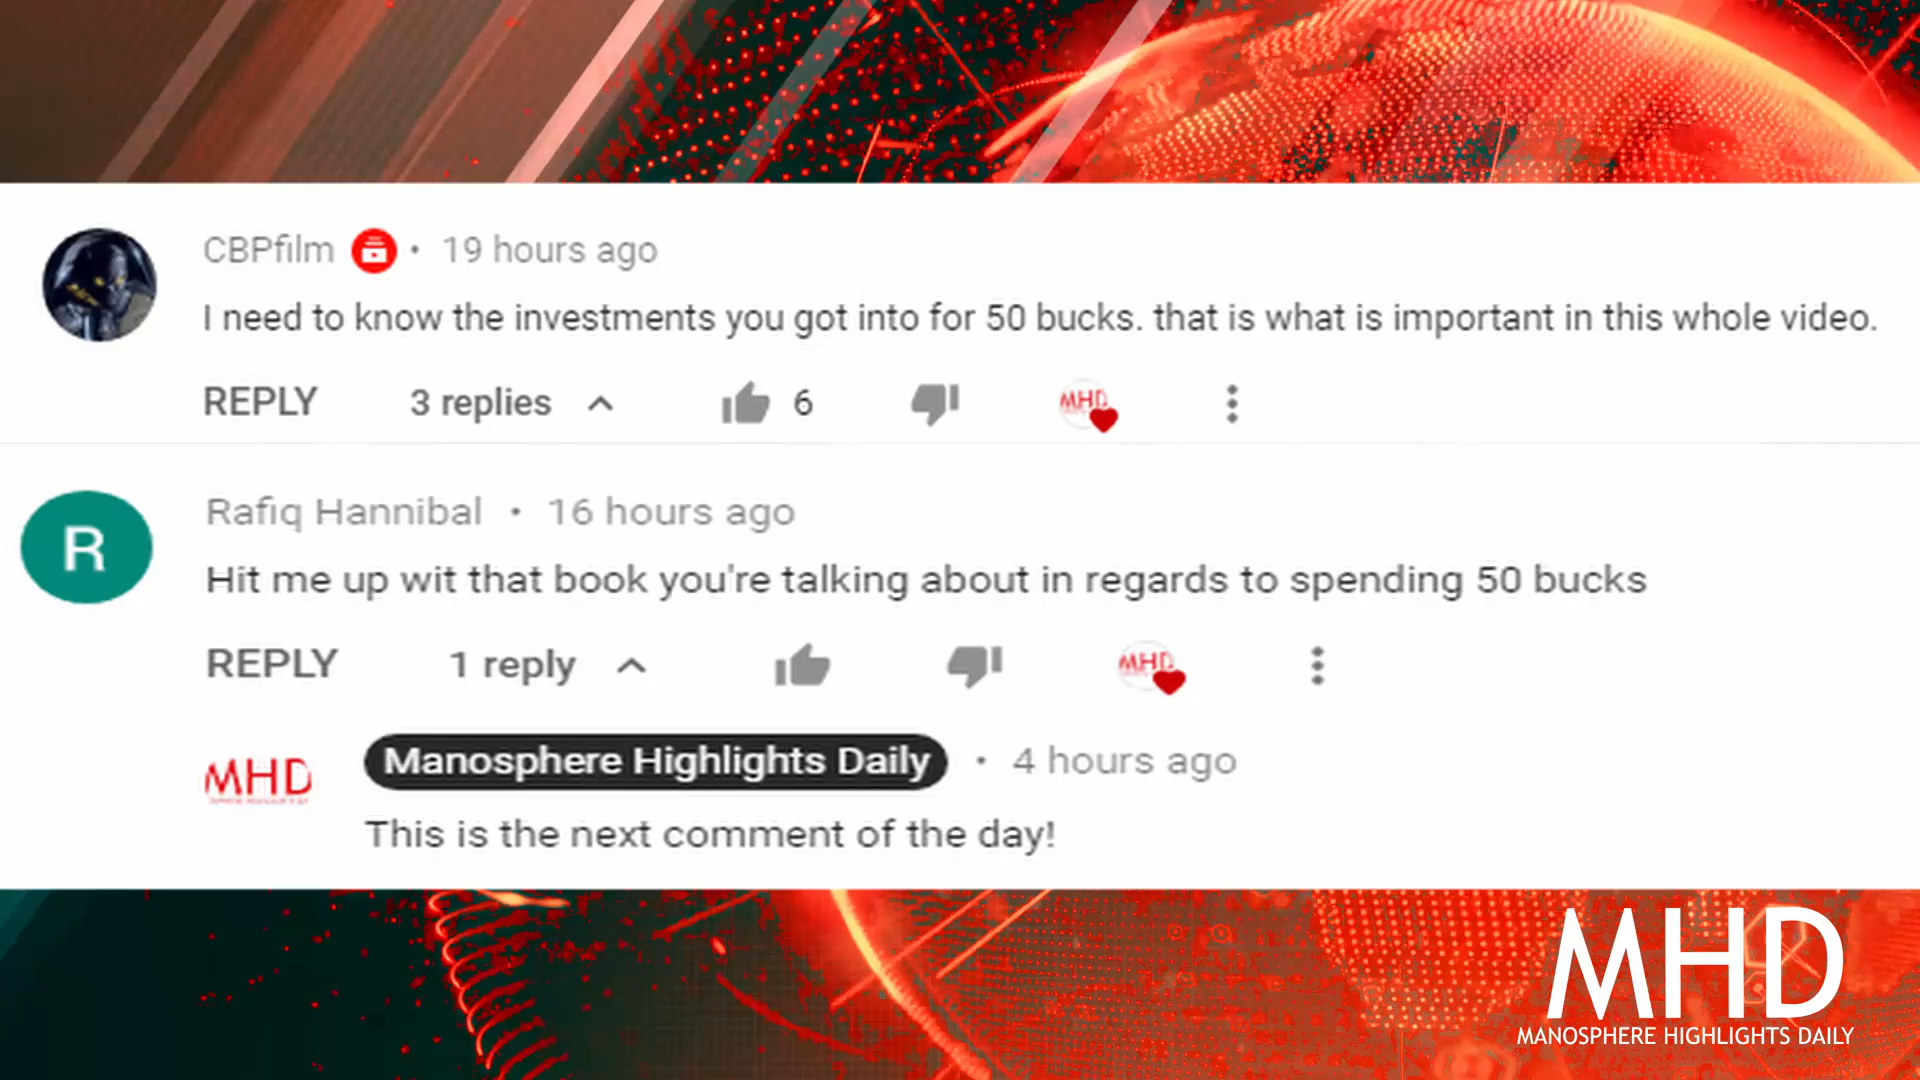 CBPfilm • 19 hours ago
I need to know the investments you got into for 50 bucks. that is what is important in this whole video.
REPLY 3 replies 6 MHD
R
Rafiq Hannibal • 16 hours ago
Hit me up wit that book you're talking about in regards to spending 50 bucks
REPLY 1 reply MHD
MHD
Manosphere Highlights Daily • 4 hours ago
This is the next comment of the day!
MHD
MANOSPHERE HIGHLIGHTS DAILY